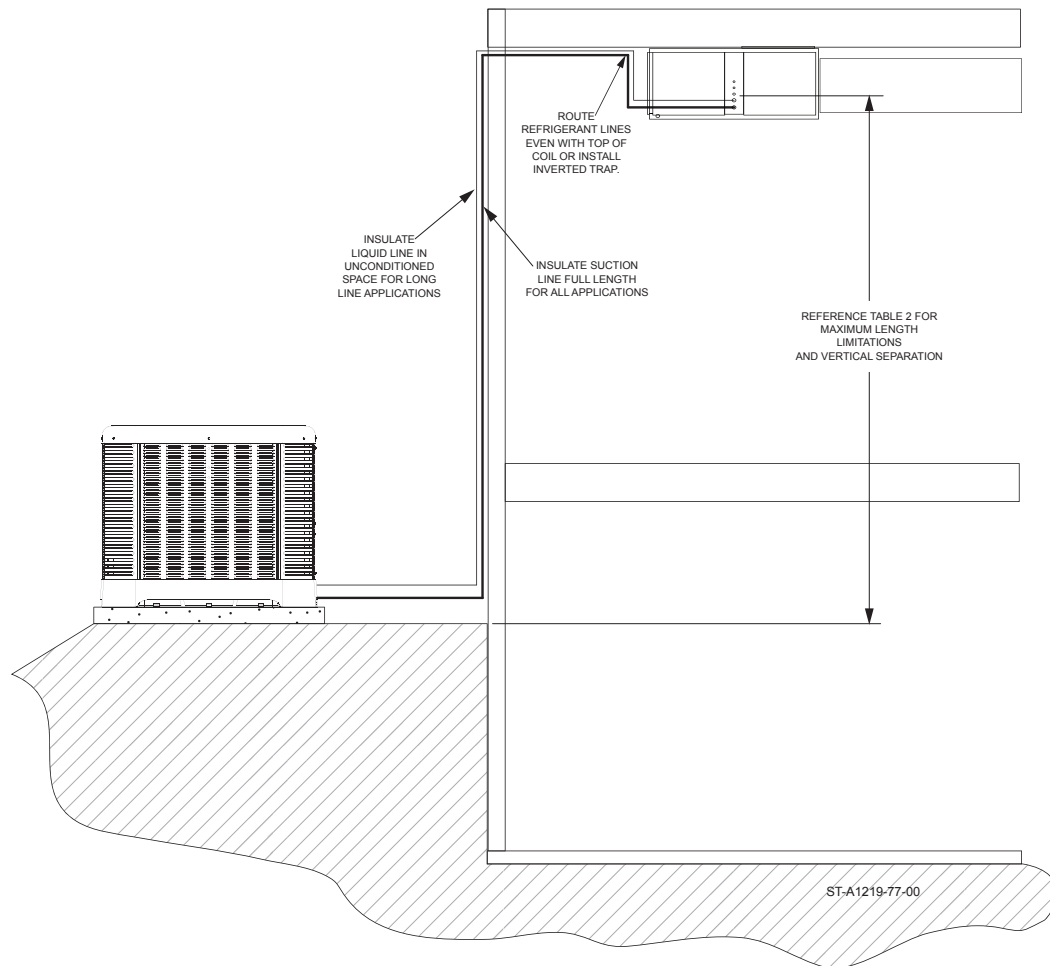 ROUTE
REFRIGERANT LINES
EVEN WITH TOP OF
COIL OR INSTALL
INVERTED TRAP.
INSULATE
LIQUID LINE IN
UNCONDITIONED
SPACE FOR LONG
LINE APPLICATIONS
INSULATE SUCTION
LINE FULL LENGTH
FOR ALL APPLICATIONS
REFERENCE TABLE 2 FOR
MAXIMUM LENGTH
LIMITATIONS
AND VERTICAL SEPARATION
ST-A1219-77-00